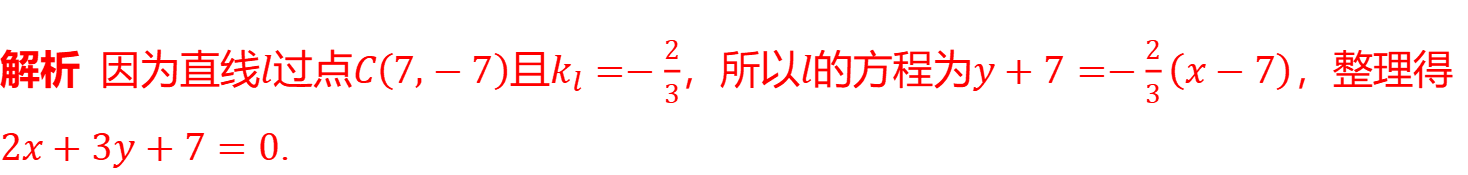 解析 因为直线l过点C(7, − 7)且k_l =− 2/3, 所以l的方程为y + 7 =− 2/3 (x − 7), 整理得
2x + 3y + 7 = 0.